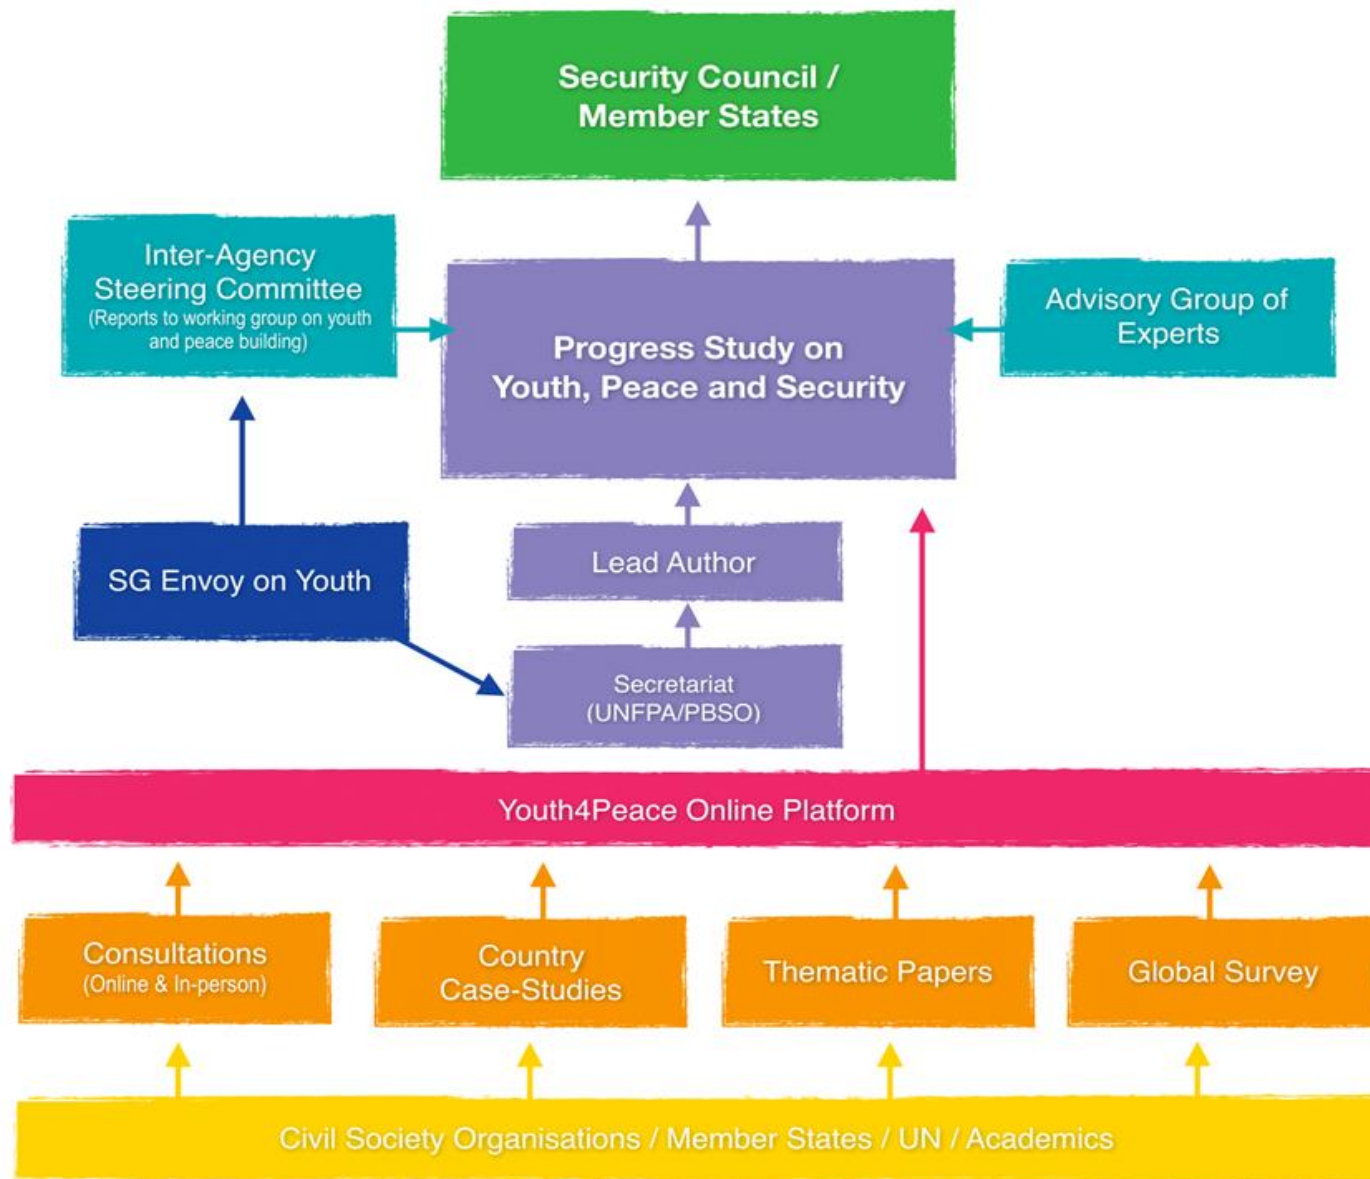 Security Council /
Member States
Inter-Agency
Steering Committee
(Reports to working group on youth
and peace building)
Progress Study on
Youth, Peace and Security
Advisory Group of
Experts
SG Envoy on Youth
Lead Author
Secretariat
(UNFPA/PBSO)
Youth4Peace Online Platform
Consultations
(Online & In-person)
Country
Case-Studies
Thematic Papers
Global Survey
Civil Society Organisations / Member States / UN / Academics